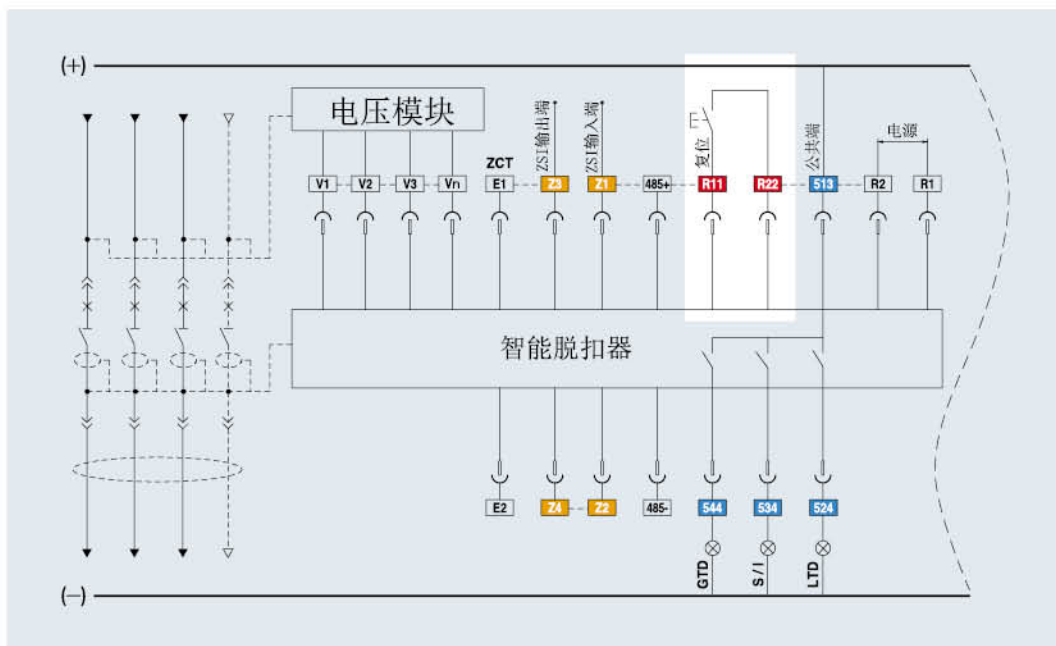 (+)
电压模块
ZSI输出端
ZSI输入端
复位
公共端
电源
ZCT
V1 V2 V3 Vn E1 Z3 Z1 485+ R11 R22 513 R2 R1
智能脱扣器
E2 Z4 Z2 485- 544 534 524
GTD
S/I
LTD
(—)